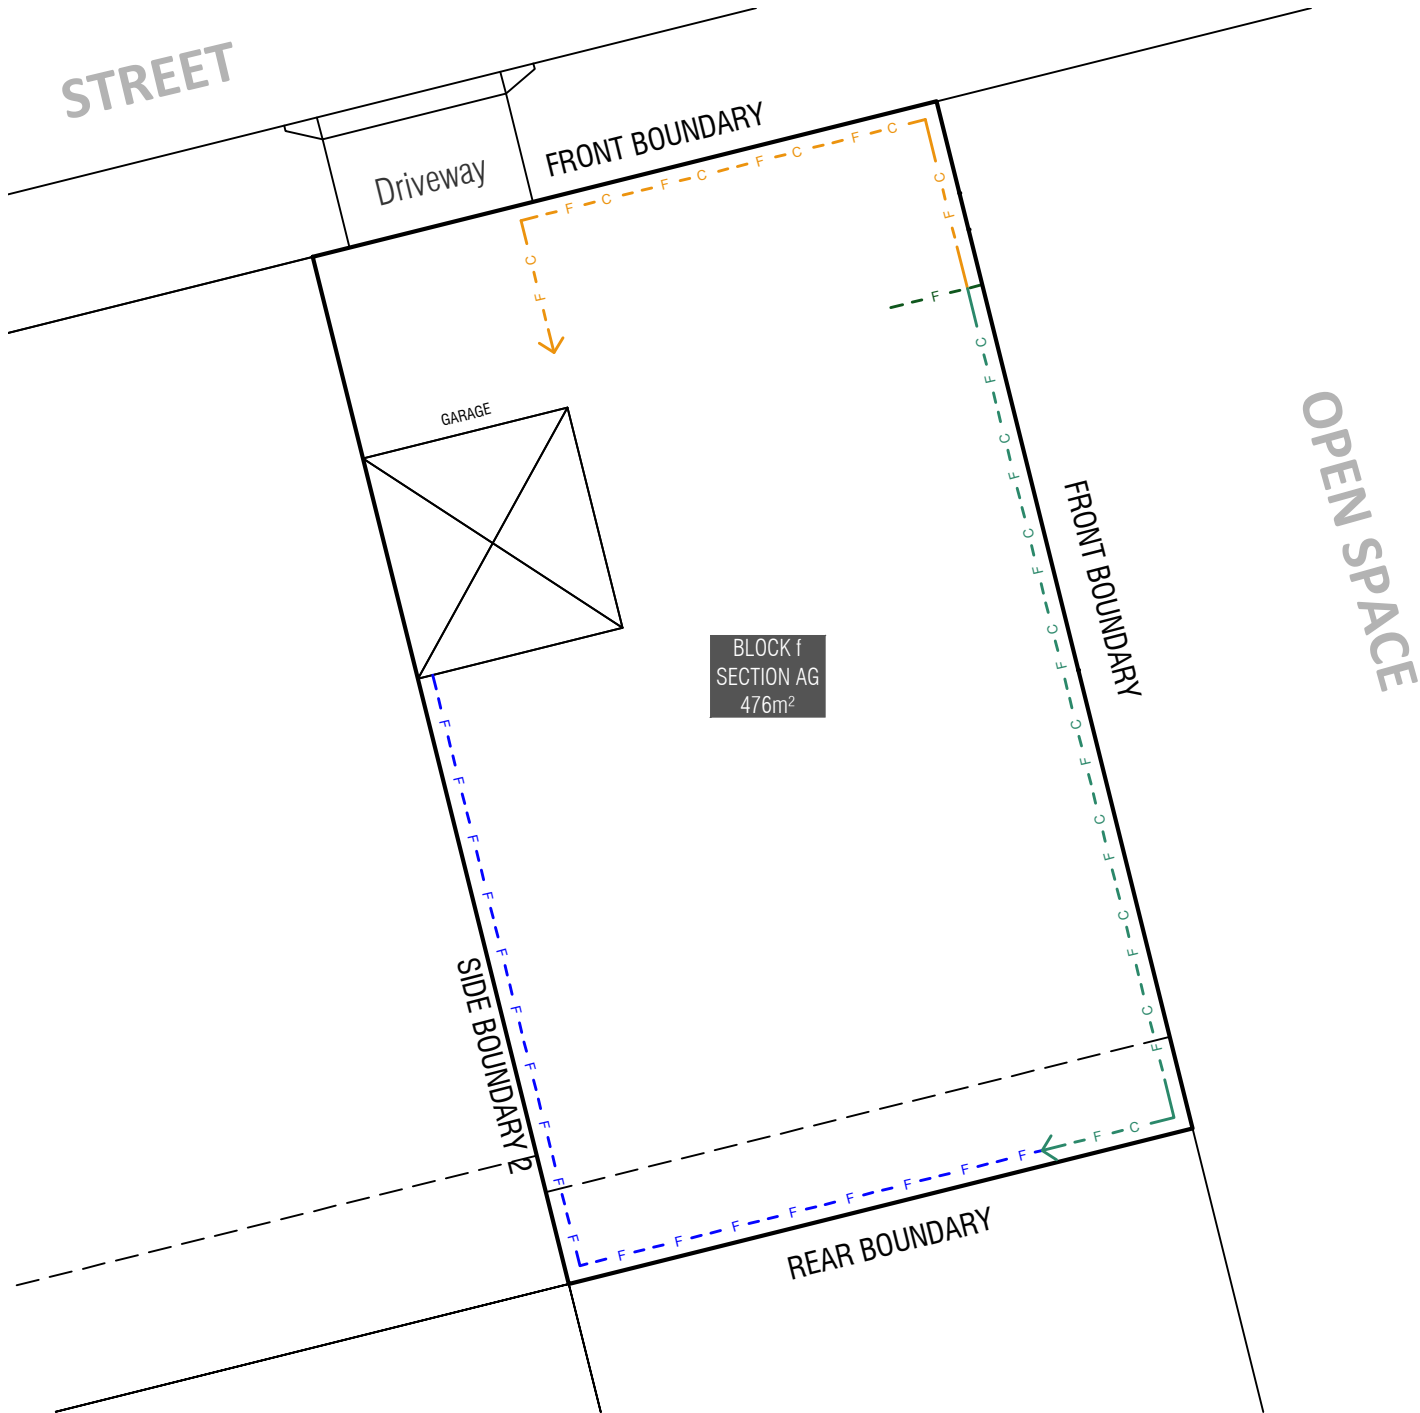 STREET
FRONT BOUNDARY
Driveway
F C F C F C F C
C F
C F
F
GARAGE
OPEN SPACE
FRONT BOUNDARY
C F C F C F C F C F C F C F C F
BLOCK f
SECTION AG
476m²
F F F F F F F F F F
SIDE BOUNDARY 2
F F F F F F F F F C
REAR BOUNDARY